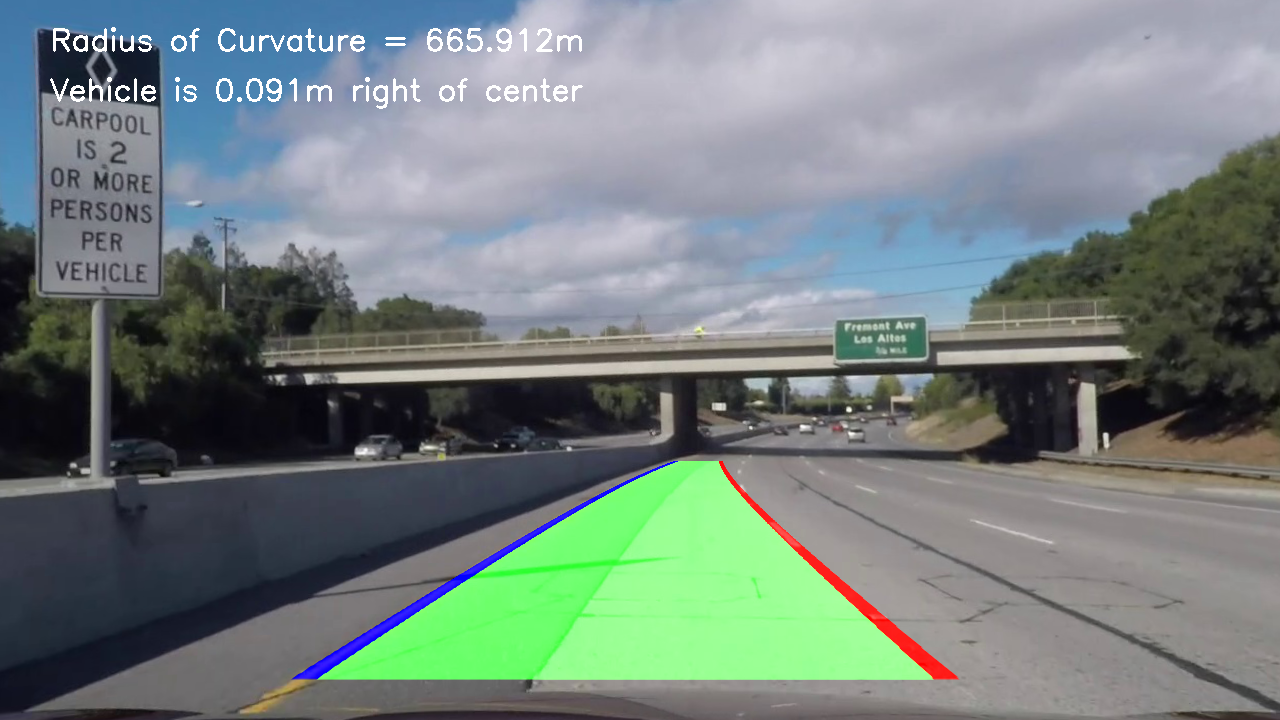 Radius of Curvature = 665.912m
Vehicle is 0.091m right of center
CARPOOL
IS 2
OR MORE
PERSONS
PER
VEHICLE
Fremont Ave
Los Altos
MILE